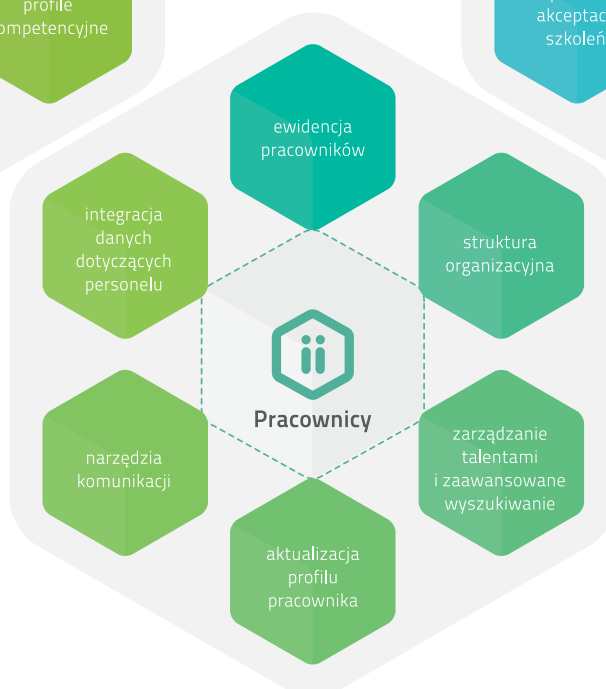 profile
akceptac
szkoleń
ewidencja
pracowników
integracja
danych
dotyczących
personelu
struktura
organizacyjna
Pracownicy
narzędzia
komunikacji
zarządzanie
talentami
i zaawansowane
wyszukiwanie
aktualizacja
profilu
pracownika